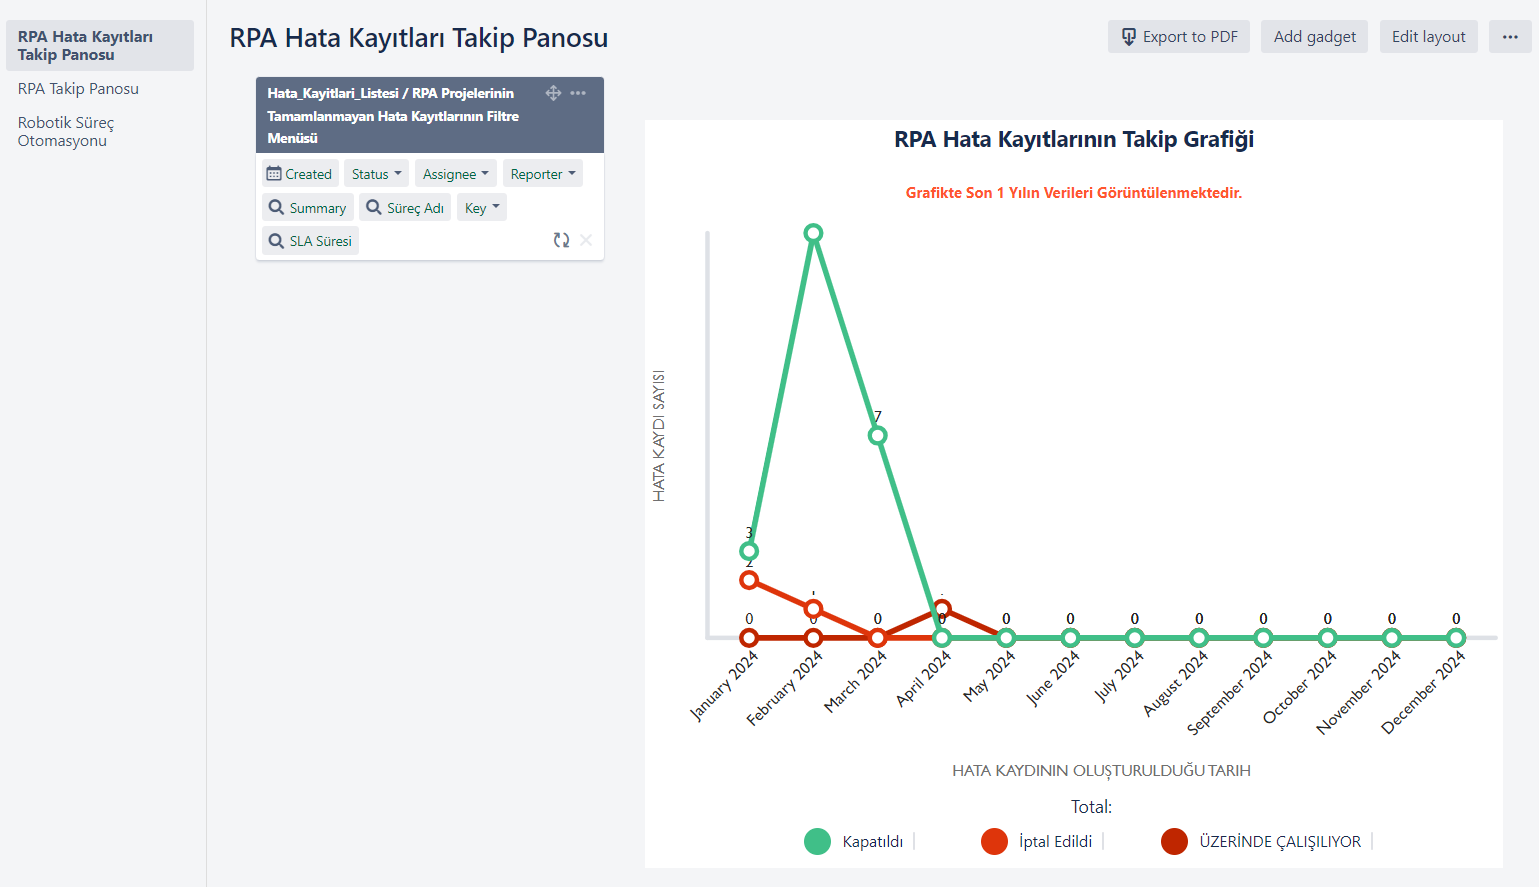 RPA Hata Kayıtları
Takip Panosu
RPA Takip Panosu
Robotik Süreç
Otomasyonu
RPA Hata Kayıtları Takip Panosu
Export to PDF
Add gadget
Edit layout
Hata_Kayitlari_Listesi / RPA Projelerinin
Tamamlanmayan Hata Kayıtlarının Filtre
Menüsü
Created
Status
Assignee
Reporter
Summary
Süreç Adı
Key
SLA Süresi
RPA Hata Kayıtlarının Takip Grafiği
Grafikte Son 1 Yılın Verileri Görüntülenmektedir.
HATA KAYDI SAYISI
7
3
2
0 0 0 0 0 0 0 0 0 0 0 0
January 2024
February 2024
March 2024
April 2024
May 2024
June 2024
July 2024
August 2024
September 2024
October 2024
November 2024
December 2024
HATA KAYDININ OLUŞTURULDUĞU TARIH
Total:
Kapatıldı
İptal Edildi
ÜZERİNDE ÇALIŞILIYOR